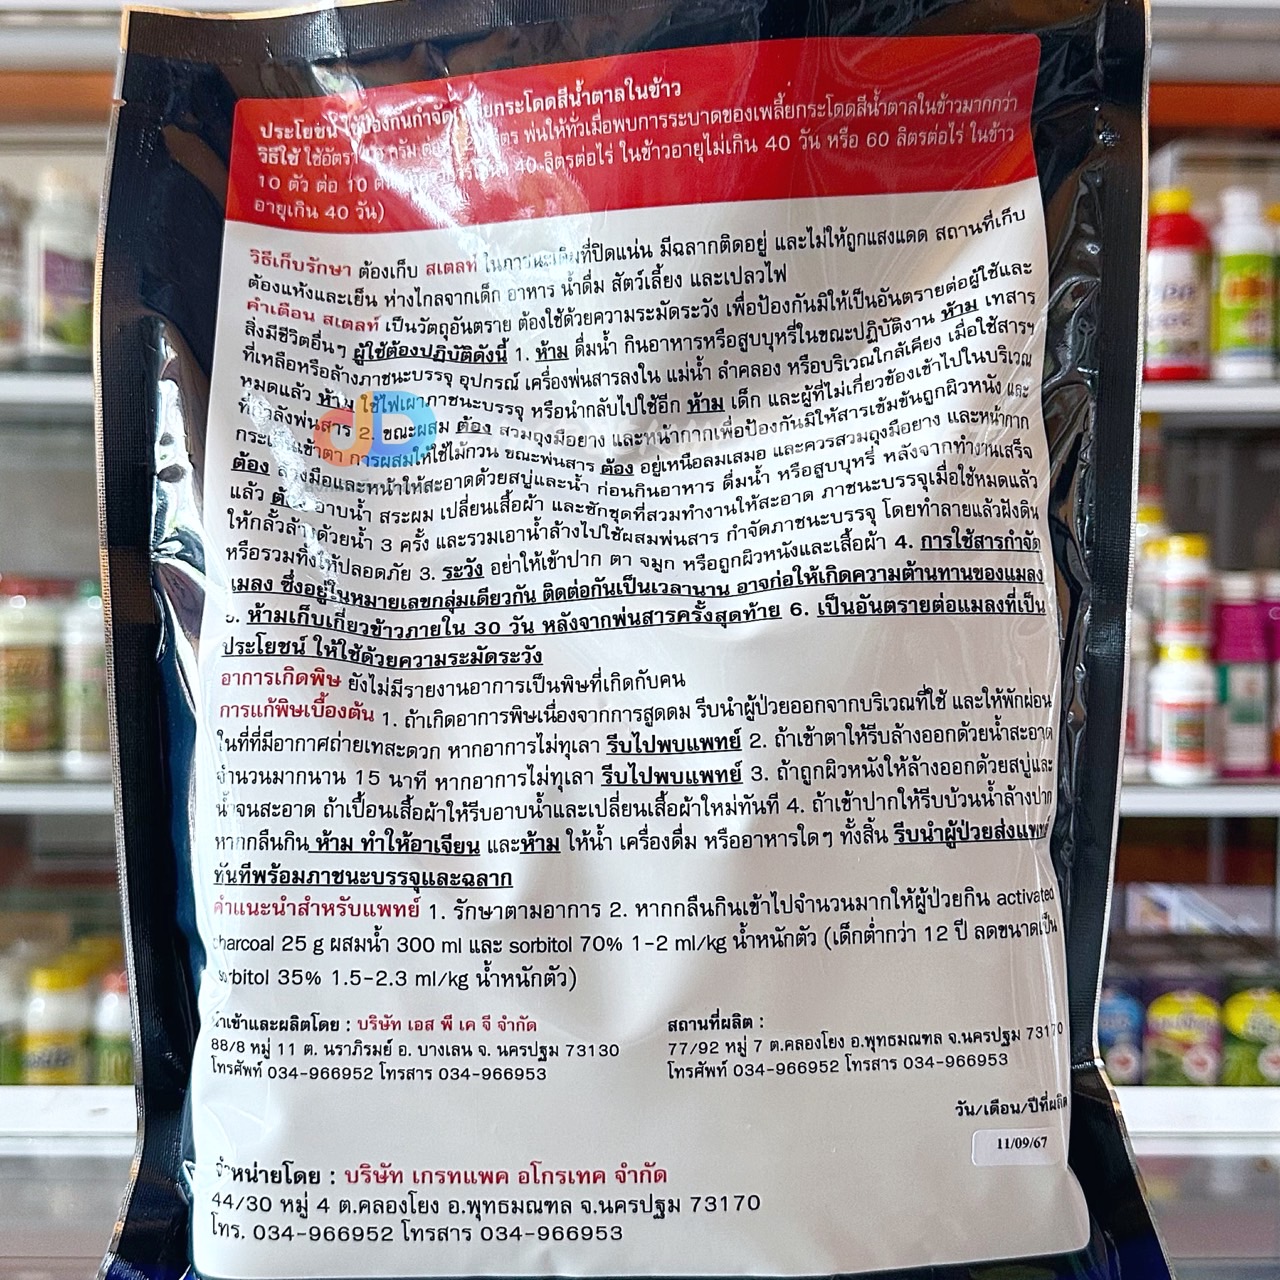 ประโยชน์ ใช้ป้องกันกำจัดเพลี้ยกระโดดสีน้ำตาลในข้าว
วิธีใช้ ใช้อัตรา กรัม พ่นให้ทั่วเมื่อพบการระบาดของเพลี้ยกระโดดสีน้ำตาลในข้าวมากกว่า
10 ตัว ต่อ 10 40 ลิตรต่อไร่ ในข้าวอายุไม่เกิน 40 วัน หรือ 60 ลิตรต่อไร่ ในข้าว
อายุเกิน 40 วัน)
วิธีเก็บรักษา ต้องเก็บ สเตลท์ ในภาชนะเดิมที่ปิดแน่น มีฉลากติดอยู่ และไม่ให้ถูกแสงแดด สถานที่เก็บ
ต้องแห้งและเย็น ห่างไกลจากเด็ก อาหาร น้ำดื่ม สัตว์เลี้ยง และเปลวไฟ
คำเตือน สเตลท์ เป็นวัตถุอันตราย ต้องใช้ด้วยความระมัดระวัง เพื่อป้องกันมิให้เป็นอันตรายต่อผู้ใช้และ
สิ่งมีชีวิตอื่นๆ ผู้ใช้ต้องปฏิบัติดังนี้ 1. ห้าม ดื่มน้ำ กินอาหารหรือสูบบุหรี่ในขณะปฏิบัติงาน ห้าม เทสาร
ที่เหลือหรือล้างภาชนะบรรจุ อุปกรณ์ เครื่องพ่นสารลงใน แม่น้ำ ลำคลอง หรือบริเวณใกล้เคียง เมื่อใช้สารฯ
หมดแล้ว ห้าม ใช้ไฟเผาภาชนะบรรจุ หรือนำกลับไปใช้อีก ห้าม เด็ก และผู้ที่ไม่เกี่ยวข้องเข้าไปในบริเวณ
ที่กำลังพ่นสาร 2. ขณะผสม ต้อง สวมถุงมือยาง และหน้ากากเพื่อป้องกันมิให้สารเข้มข้นถูกผิวหนัง และ
กระเด็นเข้าตา การผสมให้ใช้ไม้กวน ขณะพ่นสาร ต้อง อยู่เหนือลมเสมอ และควรสวมถุงมือยาง และหน้ากาก
ต้อง ล้างมือและหน้าให้สะอาดด้วยสบู่และน้ำ ก่อนกินอาหาร ดื่มน้ำ หรือสูบบุหรี่ หลังจากทำงานเสร็จ
แล้ว ต้อง อาบน้ำ สระผม เปลี่ยนเสื้อผ้า และซักชุดที่สวมทำงานให้สะอาด ภาชนะบรรจุเมื่อใช้หมดแล้ว
ให้กลั้วล้างด้วยน้ำ 3 ครั้ง และรวมเอาน้ำล้างไปใช้ผสมพ่นสาร กำจัดภาชนะบรรจุ โดยทำลายแล้วฝังดิน
หรือรวมทิ้งให้ปลอดภัย 3. ระวัง อย่าให้เข้าปาก ตา จมูก หรือถูกผิวหนังและเสื้อผ้า 4. การใช้สารกำจัด
แมลง ซึ่งอยู่ในหมายเลขกลุ่มเดียวกัน ติดต่อกันเป็นเวลานาน อาจก่อให้เกิดความต้านทานของแมลง
5. ห้ามเก็บเกี่ยวข้าวภายใน 30 วัน หลังจากพ่นสารครั้งสุดท้าย 6. เป็นอันตรายต่อแมลงที่เป็น
ประโยชน์ ให้ใช้ด้วยความระมัดระวัง
อาการเกิดพิษ ยังไม่มีรายงานอาการเป็นพิษที่เกิดกับคน
การแก้พิษเบื้องต้น 1. ถ้าเกิดอาการพิษเนื่องจากการสูดดม รีบนำผู้ป่วยออกจากบริเวณที่ใช้ และให้พักผ่อน
ในที่ที่มีอากาศถ่ายเทสะดวก หากอาการไม่ทุเลา รีบไปพบแพทย์ 2. ถ้าเข้าตาให้รีบล้างออกด้วยน้ำสะอาด
จำนวนมากนาน 15 นาที หากอาการไม่ทุเลา รีบไปพบแพทย์ 3. ถ้าถูกผิวหนังให้ล้างออกด้วยสบู่และ
น้ำจนสะอาด ถ้าเปื้อนเสื้อผ้าให้รีบอาบน้ำและเปลี่ยนเสื้อผ้าใหม่ทันที 4. ถ้าเข้าปากให้รีบบ้วนน้ำล้างปาก
หากกลืนกิน ห้าม ทำให้อาเจียน และห้าม ให้น้ำ เครื่องดื่ม หรืออาหารใดๆ ทั้งสิ้น รีบนำผู้ป่วยส่งแพทย์
ทันทีพร้อมภาชนะบรรจุและฉลาก
คำแนะนำสำหรับแพทย์ 1. รักษาตามอาการ 2. หากกลืนกินเข้าไปจำนวนมากให้ผู้ป่วยกิน activated
charcoal 25 g ผสมน้ำ 300 ml และ sorbitol 70% 1-2 ml/kg น้ำหนักตัว (เด็กต่ำกว่า 12 ปี ลดขนาดเป็น
sorbitol 35% 1.5-2.3 ml/kg น้ำหนักตัว)
นำเข้าและผลิตโดย : บริษัท เอส พี เค จี จำกัด
88/8 หมู่ 11 ต. นราภิรมย์ อ. บางเลน จ. นครปฐม 73130
โทรศัพท์ 034-966952 โทรสาร 034-966953
สถานที่ผลิต :
77/92 หมู่ 7 ต.คลองโยง อ.พุทธมณฑล จ.นครปฐม 73170
โทรศัพท์ 034-966952 โทรสาร 034-966953
วัน/เดือน/ปีที่ผลิต
11/09/67
จำหน่ายโดย : บริษัท เกรทแพค อโกรเทค จำกัด
44/30 หมู่ 4 ต.คลองโยง อ.พุทธมณฑล จ.นครปฐม 73170
โทร. 034-966952 โทรสาร 034-966953